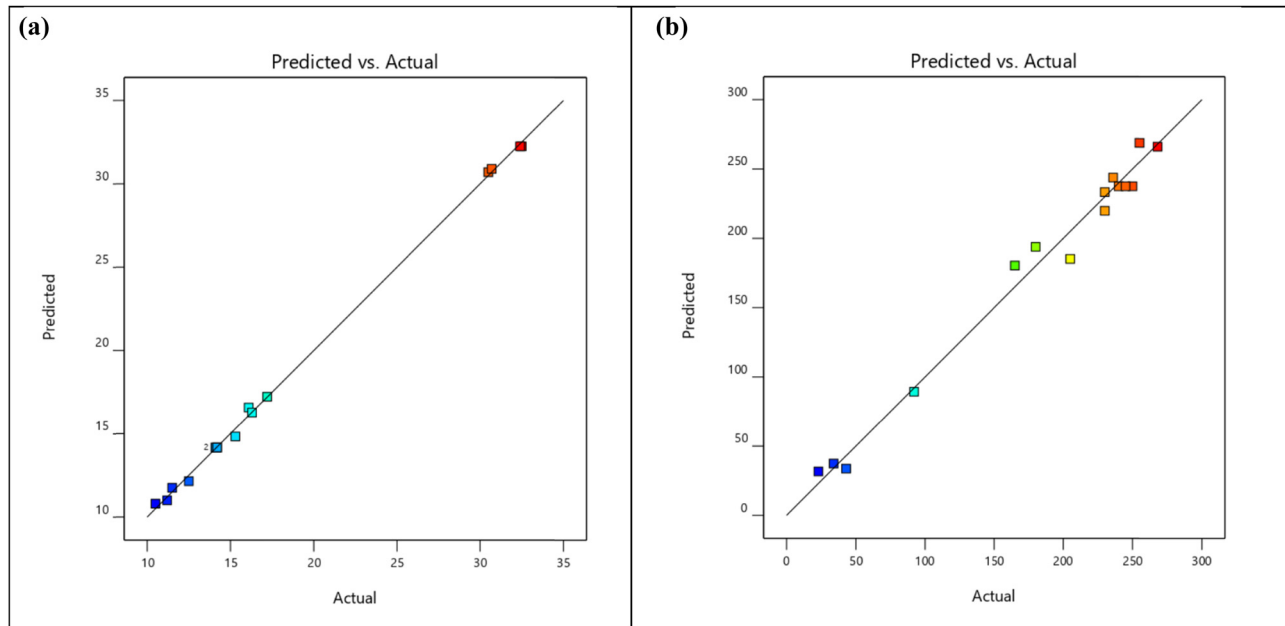 (a)
Predicted vs. Actual
35
30
25
20
15
10
2
Predicted
10 15 20 25 30 35
Actual
(b)
Predicted vs. Actual
300
250
200
150
100
50
0
Predicted
0 50 100 150 200 250 300
Actual